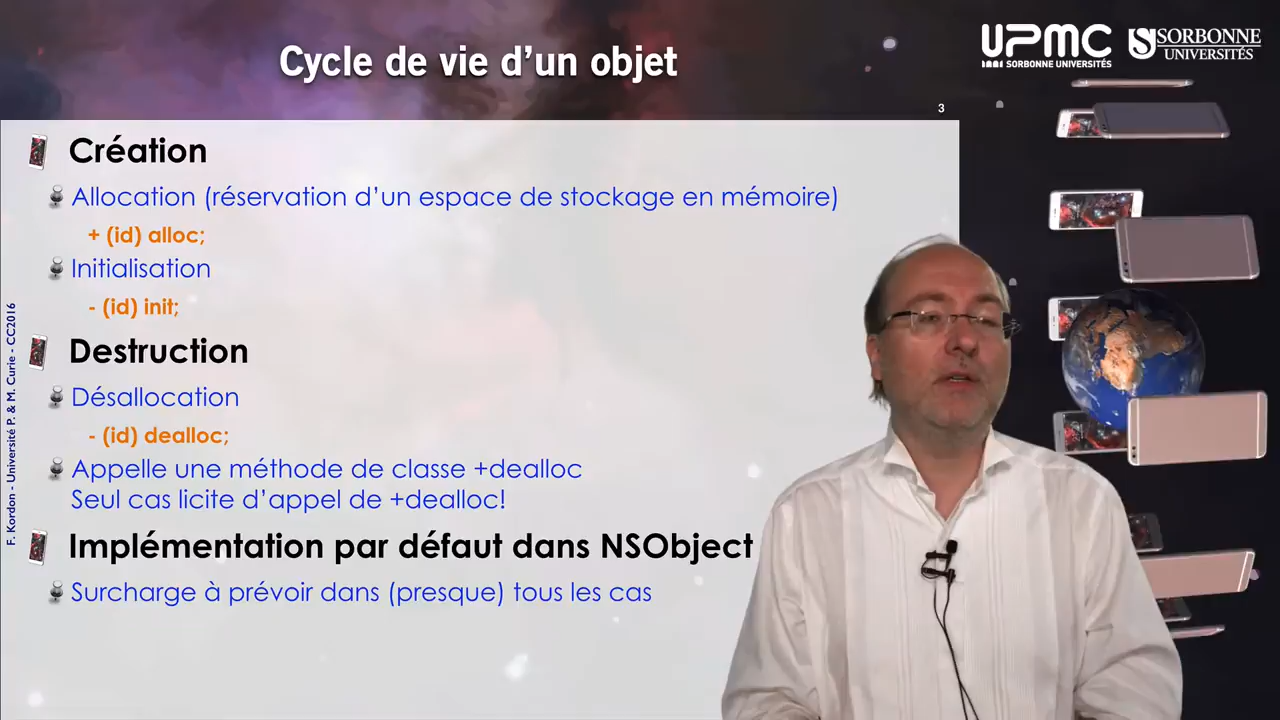 Cycle de vie d'un objet
UPMC
SORBONNE UNIVERSITÉS
SORBONNE
UNIVERSITÉS
3
Création
Allocation (réservation d'un espace de stockage en mémoire)
+ (id) alloc;
Initialisation
- (id) init;
Destruction
Désallocation
- (id) dealloc;
Appelle une méthode de classe +dealloc
Seul cas licite d'appel de +dealloc!
Implémentation par défaut dans NSObject
Surcharge à prévoir dans (presque) tous les cas
F. Kordon - Université P. & M. Curie - CC2016